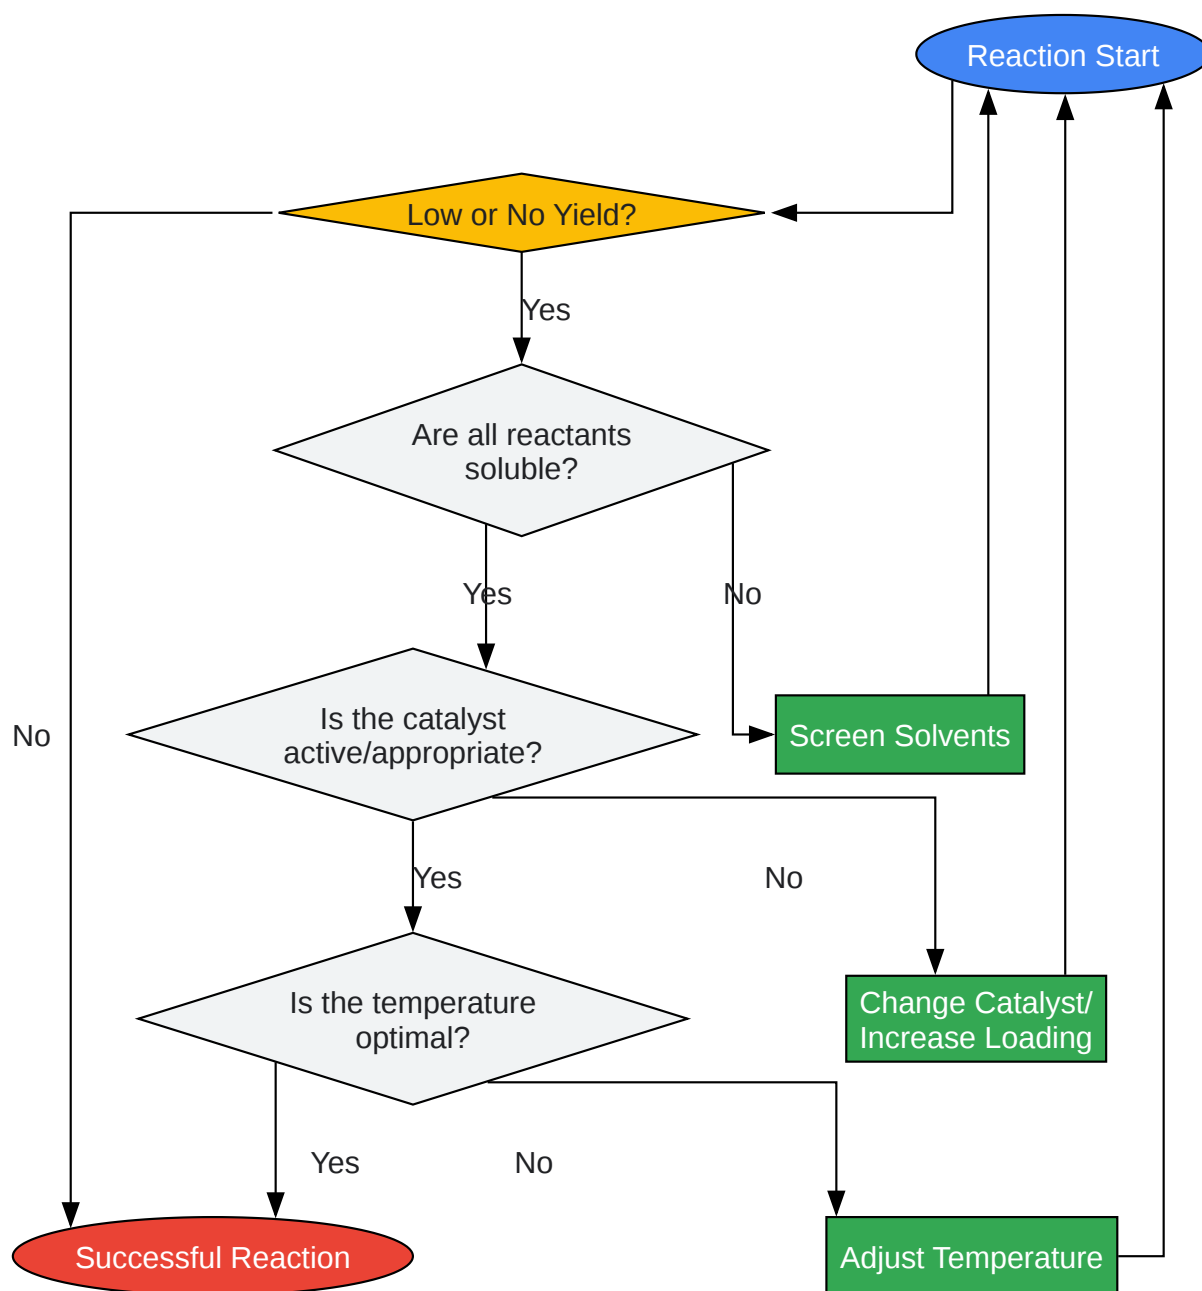 Reaction Start
Low or No Yield?
Yes
Are all reactants
soluble?
Yes
No
Is the catalyst
active/appropriate?
No
Screen Solvents
Yes
No
Is the temperature
optimal?
Change Catalyst/
Increase Loading
Yes
No
Successful Reaction
Adjust Temperature